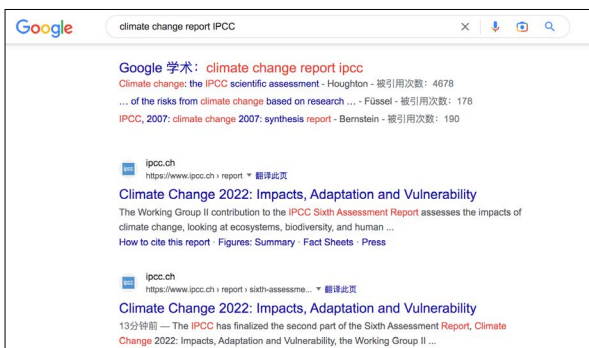 Google
climate change report IPCC
Google 学术：climate change report ipcc
Climate change: the IPCC scientific assessment - Houghton - 被引用次数：4678
... of the risks from climate change based on research ... - Füssel - 被引用次数：178
IPCC, 2007: climate change 2007: synthesis report - Bernstein - 被引用次数：190
ipcc
ipcc.ch
https://www.ipcc.ch › report ▼ 翻译此页
Climate Change 2022: Impacts, Adaptation and Vulnerability
The Working Group II contribution to the IPCC Sixth Assessment Report assesses the impacts of
climate change, looking at ecosystems, biodiversity, and human ...
How to cite this report · Figures: Summary · Fact Sheets · Press
ipcc
ipcc.ch
https://www.ipcc.ch › report › sixth-assessme... ▼ 翻译此页
Climate Change 2022: Impacts, Adaptation and Vulnerability
13分钟前 — The IPCC has finalized the second part of the Sixth Assessment Report, Climate
Change 2022: Impacts, Adaptation and Vulnerability, the Working Group II ...